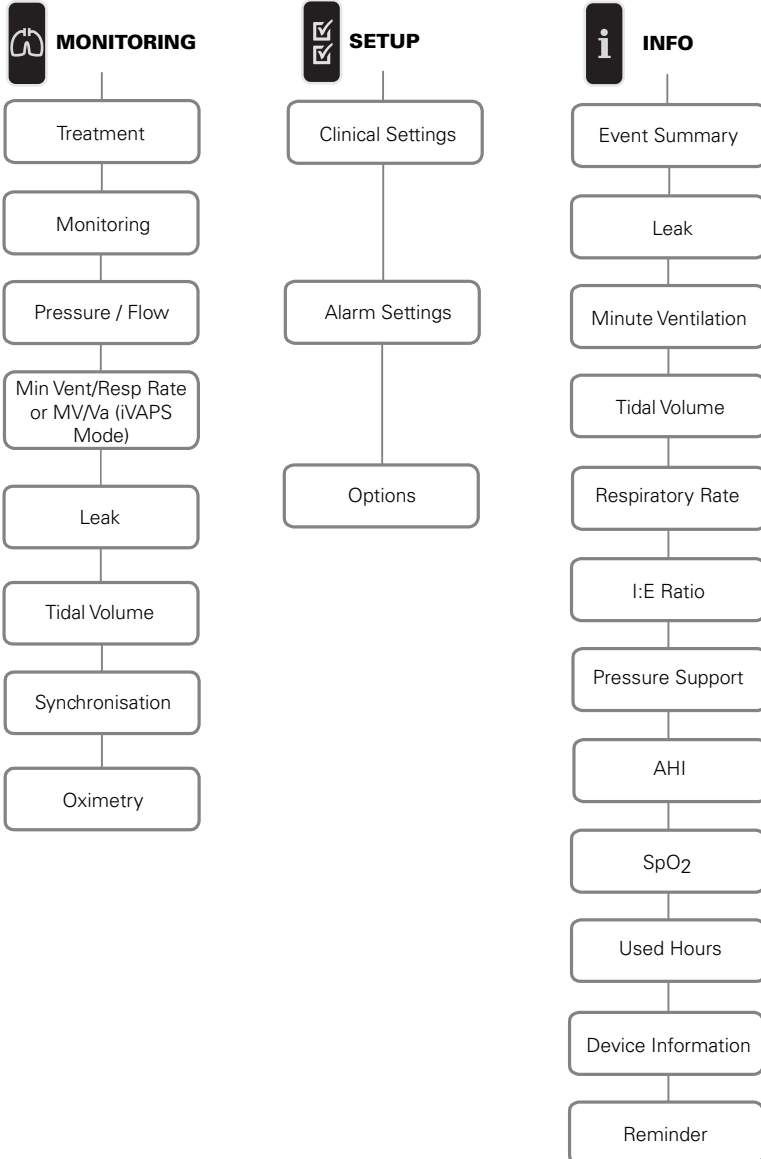 MONITORING
Treatment
Monitoring
Pressure / Flow
Min Vent/Resp Rate
or MV/Va (iVAPS
Mode)
Leak
Tidal Volume
Synchronisation
Oximetry
SETUP
Clinical Settings
Alarm Settings
Options
i
INFO
Event Summary
Leak
Minute Ventilation
Tidal Volume
Respiratory Rate
I:E Ratio
Pressure Support
AHI
SpO2
Used Hours
Device Information
Reminder